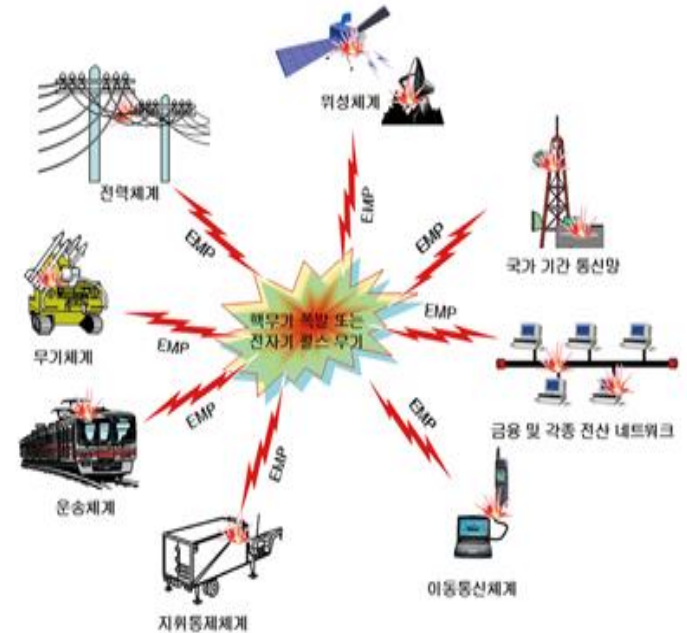 위성체계
전력체계
EMP
EMP
EMP
국가 기간 통신망
핵무기 폭발 또는
전자기 펄스 무기
EMP
EMP
무기체계
EMP
EMP
EMP
금융 및 각종 전산 네트워크
운송체계
이동통신체계
지휘통제체계